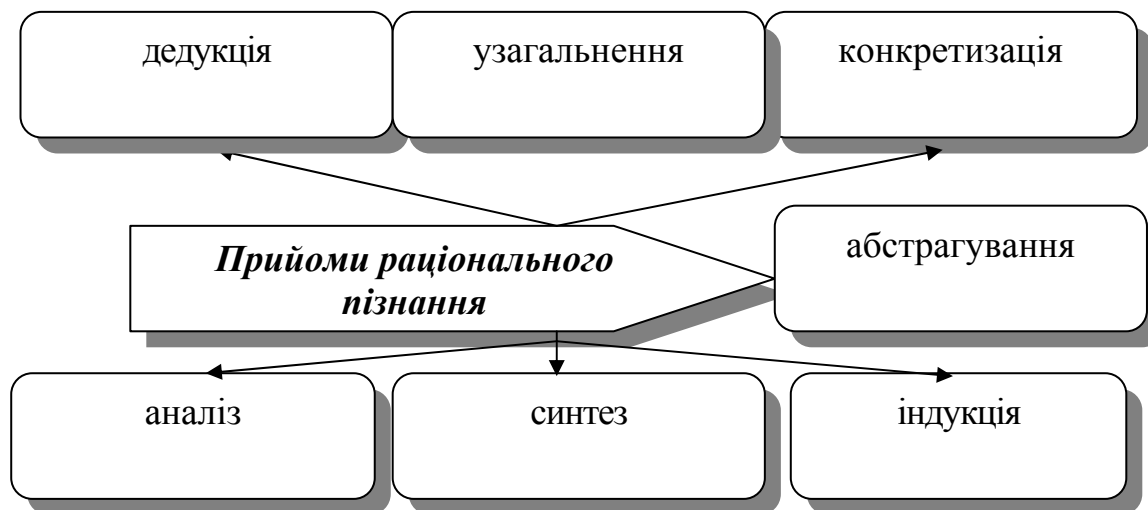 дедукція
узагальнення
конкретизація
Прийоми раціонального
пізнання
абстрагування
аналіз
синтез
індукція